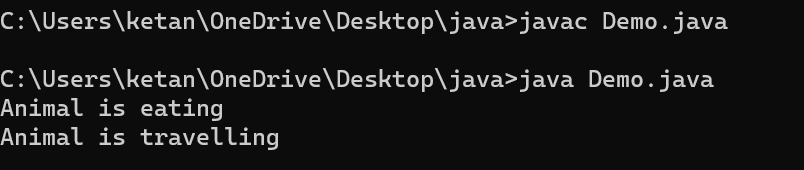 C:\Users\ketan\OneDrive\Desktop\java>javac Demo.java
C:\Users\ketan\OneDrive\Desktop\java>java Demo.java
Animal is eating
Animal is travelling